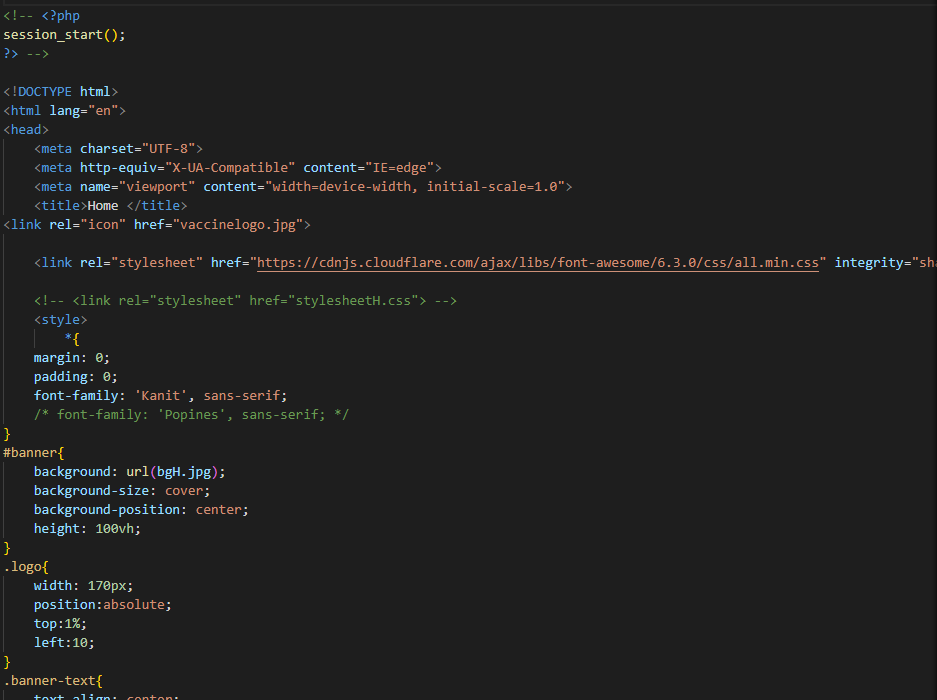 <!-- <?php
session_start();
?> -->
<!DOCTYPE html>
<html lang="en">
<head>
<meta charset="UTF-8">
<meta http-equiv="X-UA-Compatible" content="IE=edge">
<meta name="viewport" content="width=device-width, initial-scale=1.0">
<title>Home </title>
<link rel="icon" href="vaccinelogo.jpg">
<link rel="stylesheet" href="https://cdnjs.cloudflare.com/ajax/libs/font-awesome/6.3.0/css/all.min.css" integrity="sha
<!-- <link rel="stylesheet" href="stylesheetH.css"> -->
<style>
*{
margin: 0;
padding: 0;
font-family: 'Kanit', sans-serif;
/* font-family: 'Popines', sans-serif; */
}
#banner{
background: url(bgH.jpg);
background-size: cover;
background-position: center;
height: 100vh;
}
.logo{
width: 170px;
position:absolute;
top:1%;
left:10;
}
.banner-text{
text-align: center;